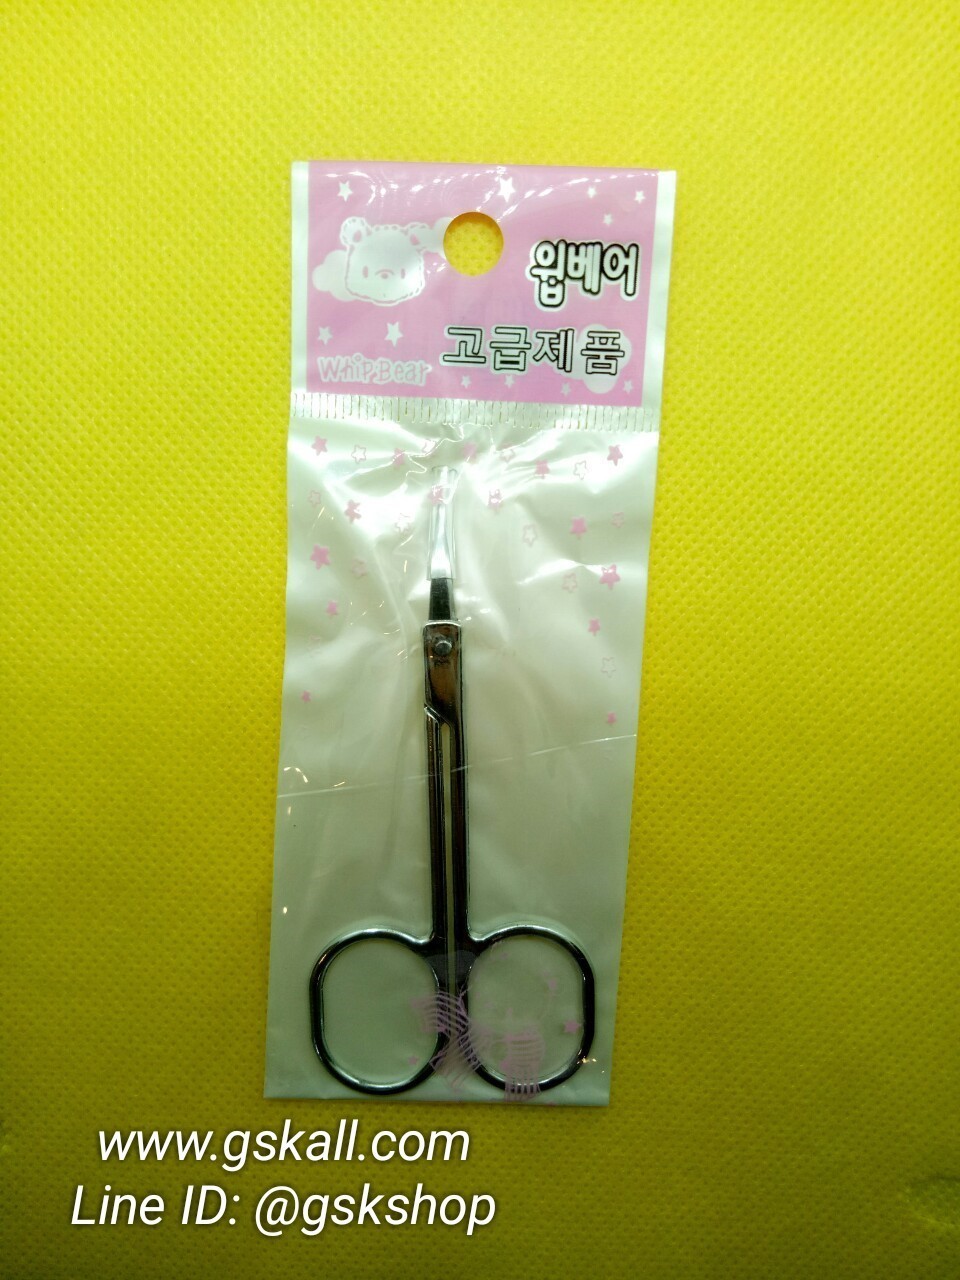 윕베어
고급제품
WhipBear
www.gskall.com
Line ID: @gskshop